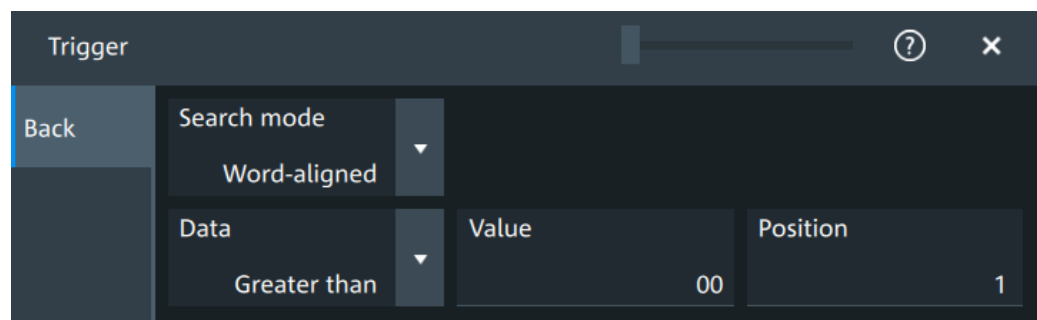 Trigger
?
×
Back
Search mode
Word-aligned
Data
Greater than
Value
00
Position
1